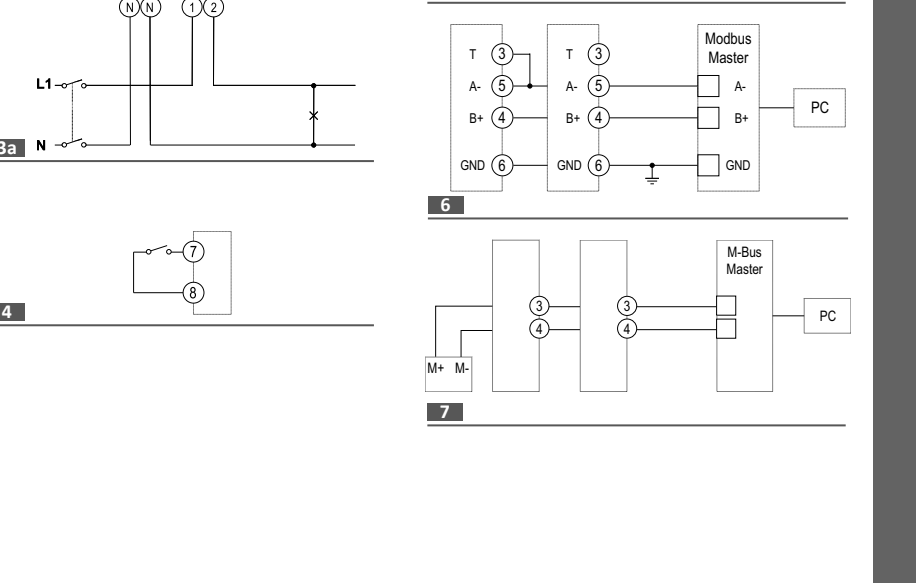 N N 1 2
L1
N
3a
7
8
4
Modbus
Master
T 3 T 3
A- 5 A- 5 A-
PC
B+ 4 B+ 4 B+
GND 6 GND 6 GND
6
M-Bus
Master
3 3
PC
4 4
M+ M-
7